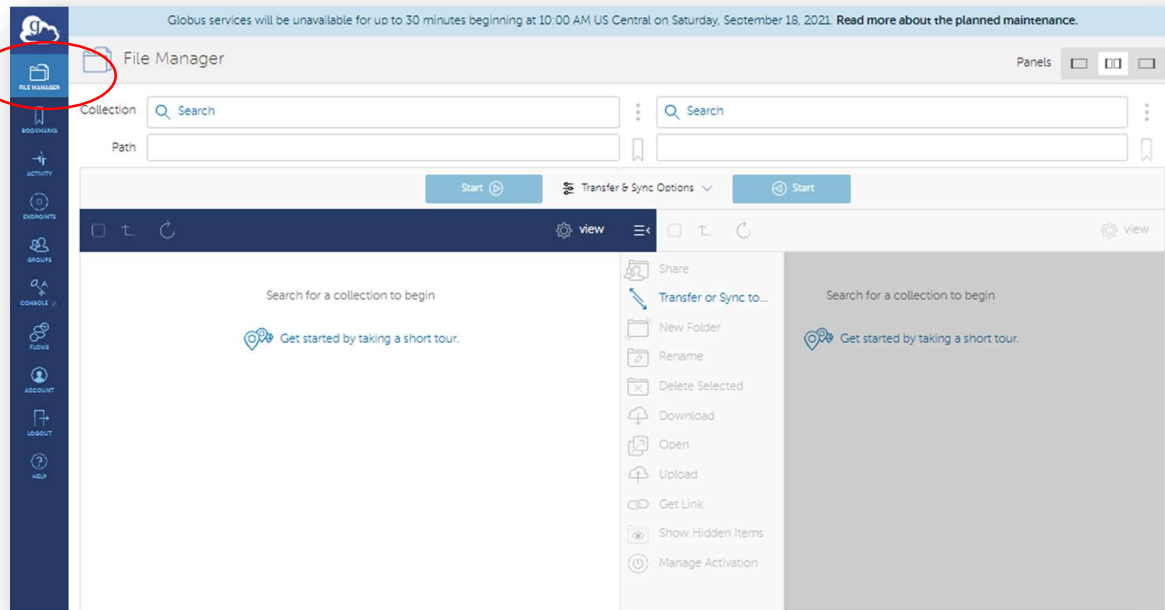 Globus services will be unavailable for up to 30 minutes beginning at 10:00 AM US Central on Saturday, September 18, 2021. Read more about the planned maintenance.
g
FILE MANAGER
BOOKMARKS
ACTIVITY
ENDPOINTS
GROUPS
CONSOLE
FLOWS
ACCOUNT
LOGOUT
HELP
File Manager
Panels
Collection
Search
Search
Path
Start
Transfer & Sync Options
Start
view
view
Search for a collection to begin
Get started by taking a short tour.
Share
Transfer or Sync to...
New Folder
Rename
Delete Selected
Download
Open
Upload
Get Link
Show Hidden Items
Manage Activation
Search for a collection to begin
Get started by taking a short tour.